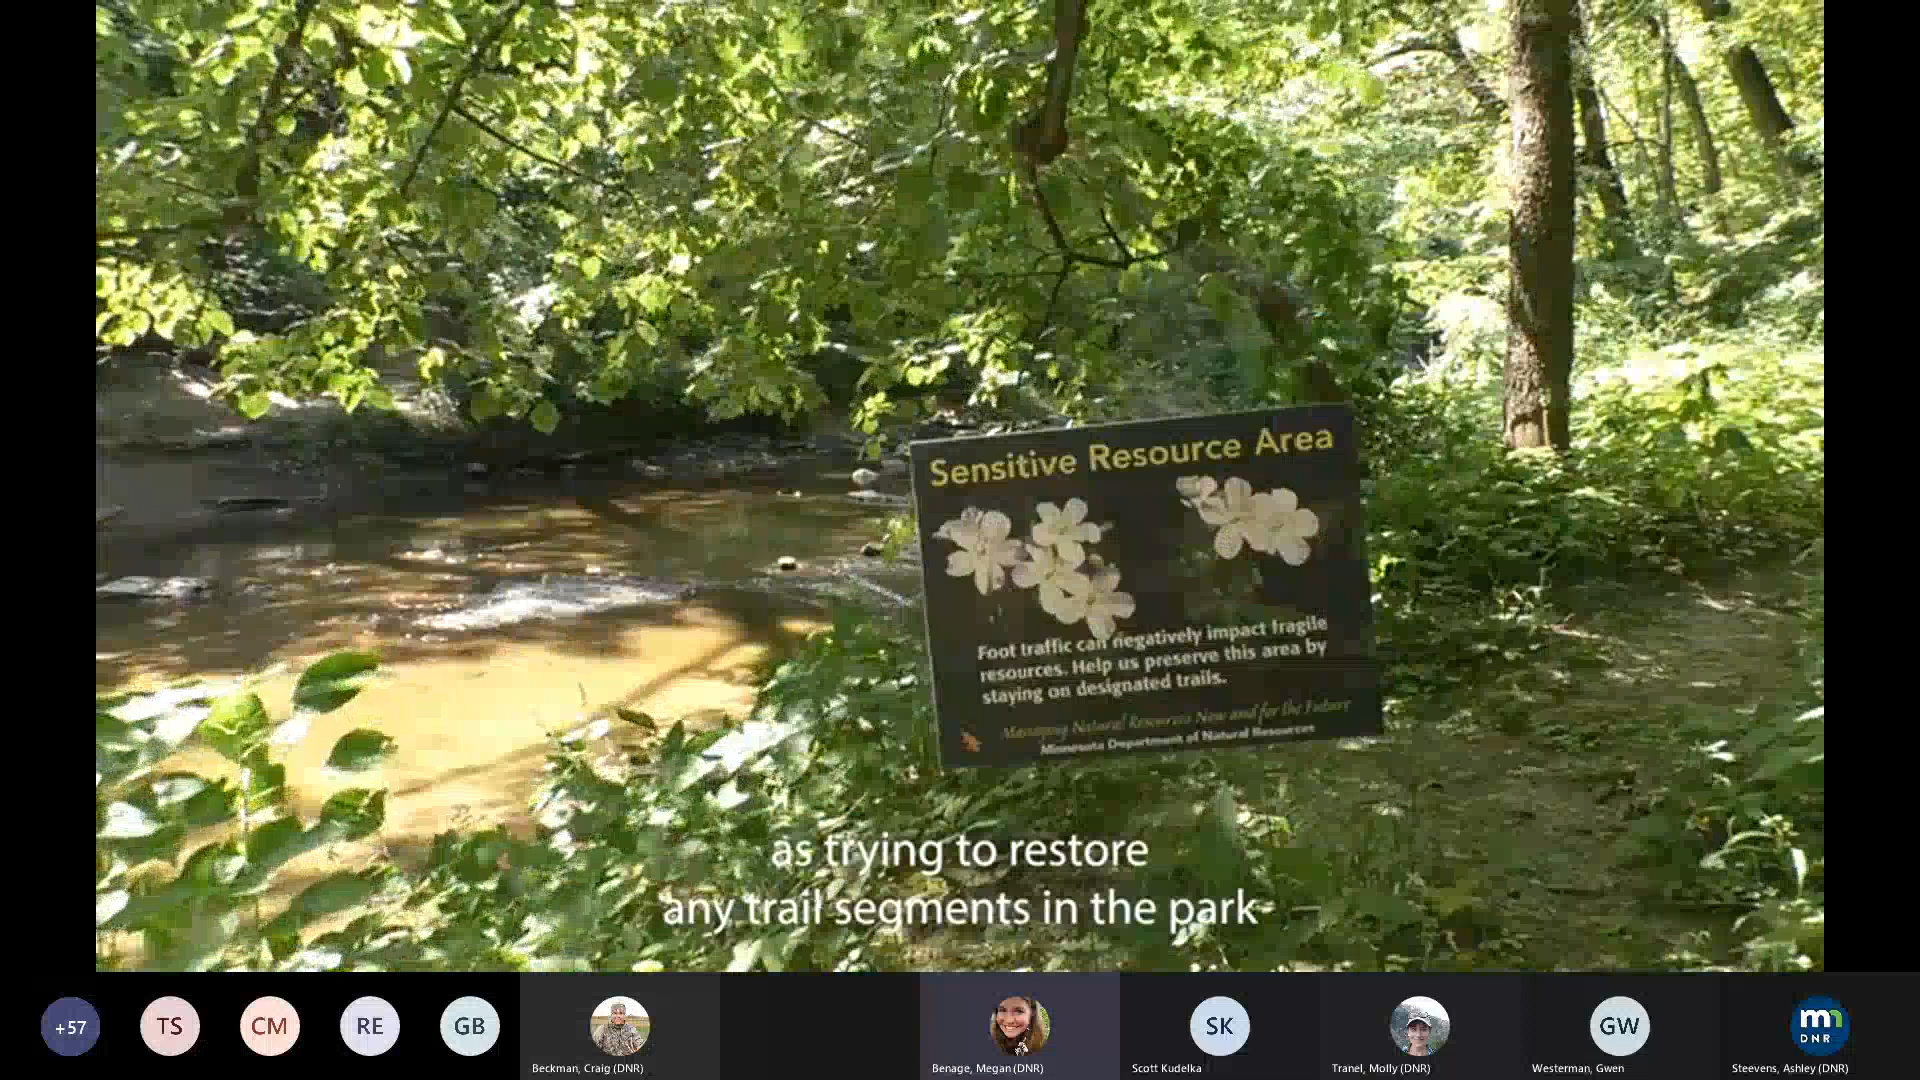 Sensitive Resource Area
Foot traffic can negatively impact fragile
resources. Help us preserve this area by
staying on designated trails.
Managing Natural Resources Now and for the Future
Minnesota Department of Natural Resources
as trying to restore
any trail segments in the park-
+57
TS
CM
RE
GB
SK
GW
mn
DNR
Beckman, Craig (DNR)
Benage, Megan (DNR)
Scott Kudelka
Tranel, Molly (DNR)
Westerman, Gwen
Steevens, Ashley (DNR)